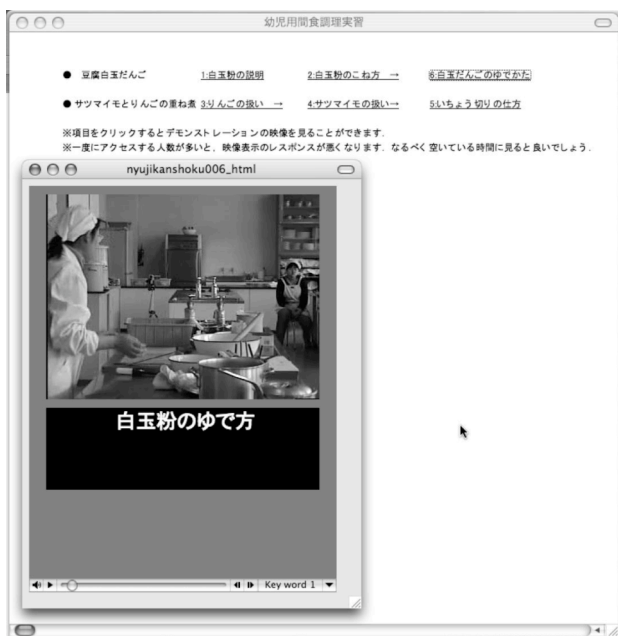 幼児用間食調理実習
● 豆腐白玉だんご 1:白玉粉の説明 2:白玉粉のこね方 → 6:白玉だんごのゆでかた
● サツマイモとりんごの重ね煮 3:りんごの扱い → 4:サツマイモの扱い→ 5:いちょう切りの仕方
※項目をクリックするとデモンストレーションの映像を見ることができます.
※一度にアクセスする人数が多いと, 映像表示のレスポンスが悪くなります. なるべく空いている時間に見ると良いでしょう.
nyujikanshoku006_html
白玉粉のゆで方
Key word 1